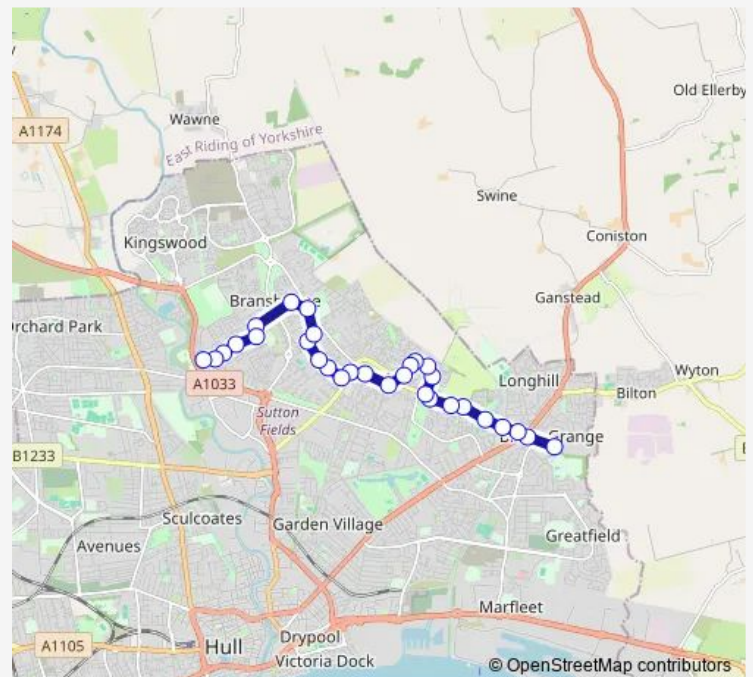 Old Ellerby
A1174
Wawne
East Riding of Yorkshire
Swine
Kingswood
Coniston
Ganstead
Orchard Park
A1033
Longhill
Wyton
Bilton
Sutton
Fields
Grange
B1233
Sculcoates
Garden Village
Avenues
Greatfield
Marfleet
A1105
Hull
Drypool
Victoria Dock
© OpenStreetMap contributors